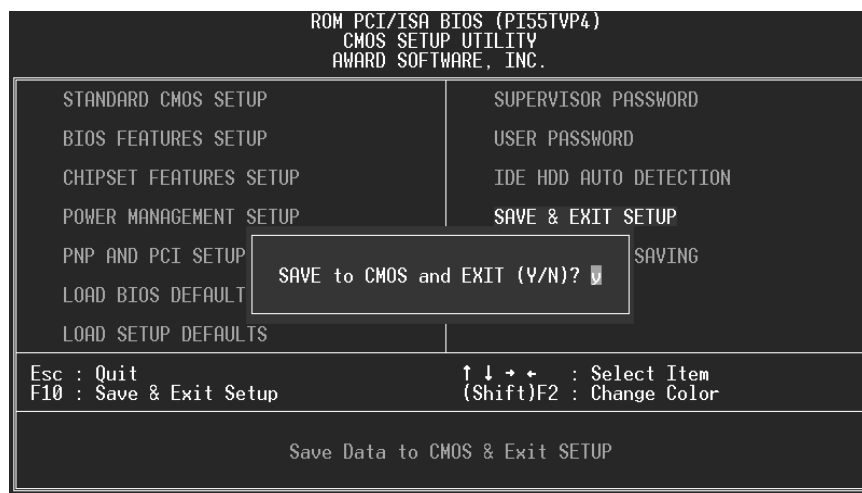 ROM PCI/ISA BIOS (PI55TVP4)
CMOS SETUP UTILITY
AWARD SOFTWARE, INC.
STANDARD CMOS SETUP
BIOS FEATURES SETUP
CHIPSET FEATURES SETUP
POWER MANAGEMENT SETUP
PNP AND PCI SETUP
LOAD BIOS DEFAULT
LOAD SETUP DEFAULTS
SUPERVISOR PASSWORD
USER PASSWORD
IDE HDD AUTO DETECTION
SAVE & EXIT SETUP
SAVING
SAVE to CMOS and EXIT (Y/N)? y
Esc : Quit
F10 : Save & Exit Setup
↑ ↓ → ← : Select Item
(Shift)F2 : Change Color
Save Data to CMOS & Exit SETUP